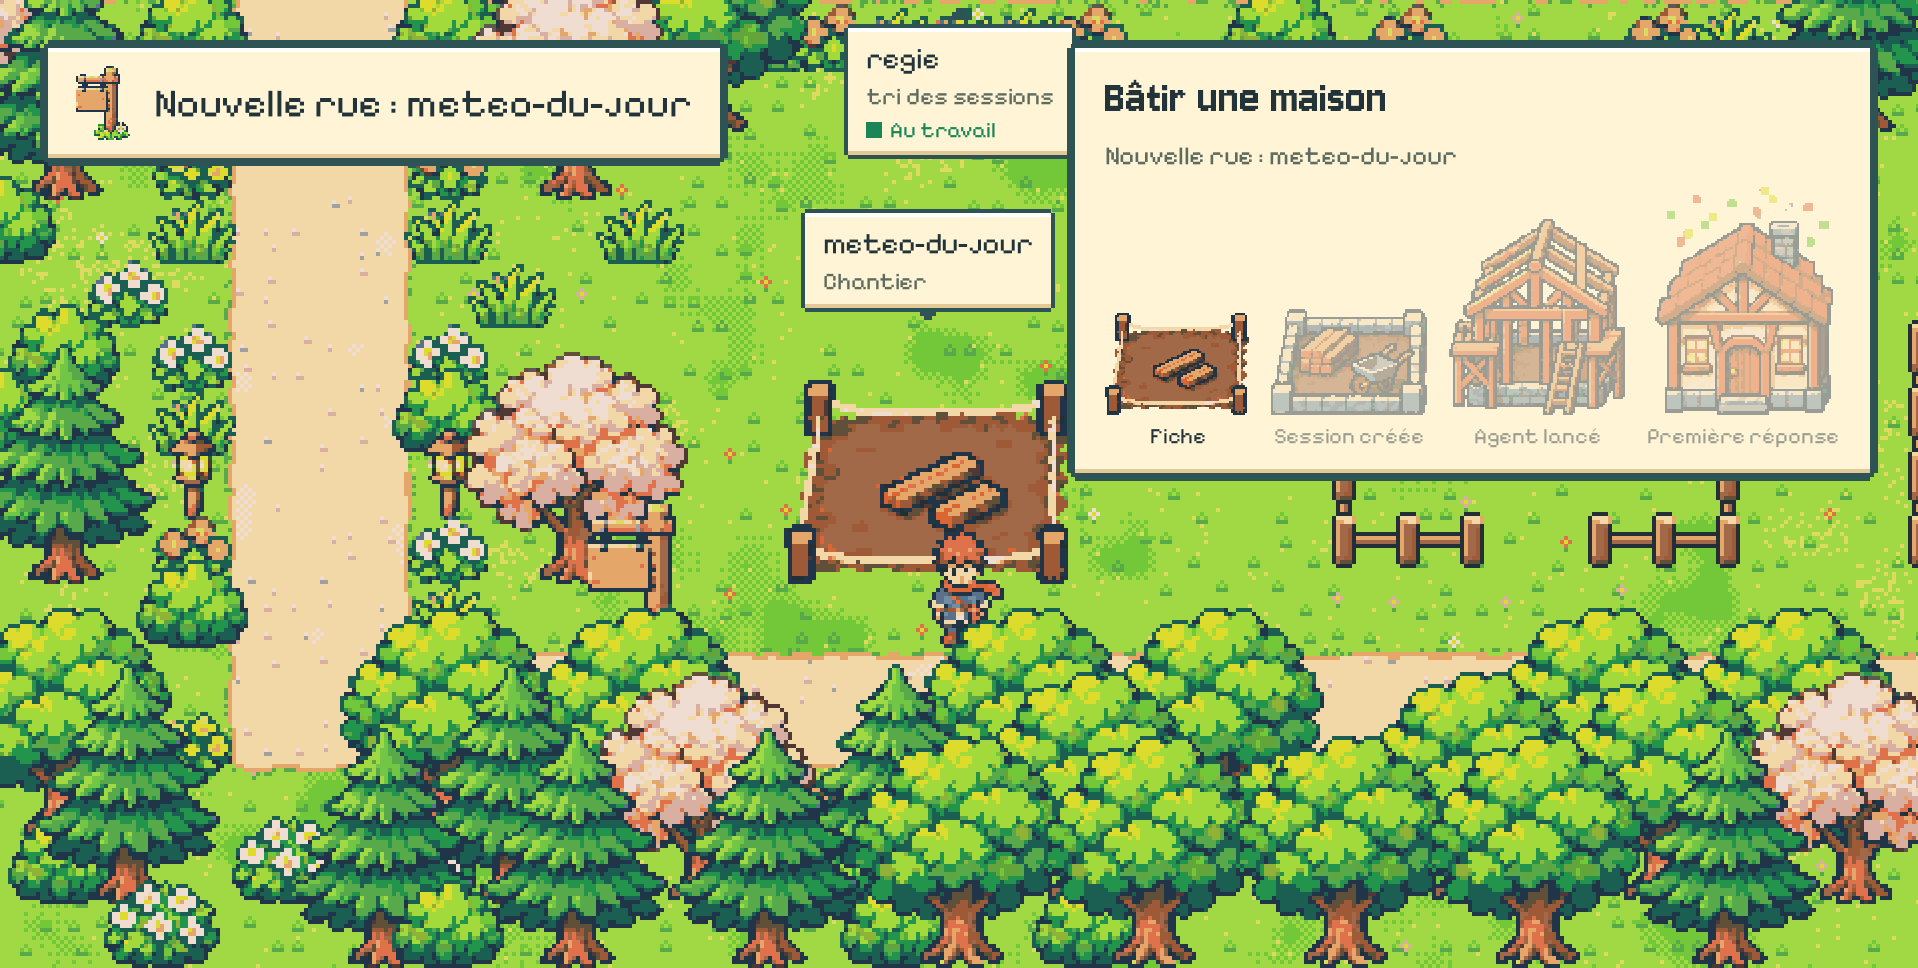 Nouvelle rue : meteo-du-jour
regie
tri des sessions
Au travail
meteo-du-jour
Chantier
Bâtir une maison
Nouvelle rue : meteo-du-jour
Fiche
Session créée
Agent lancé
Première réponse